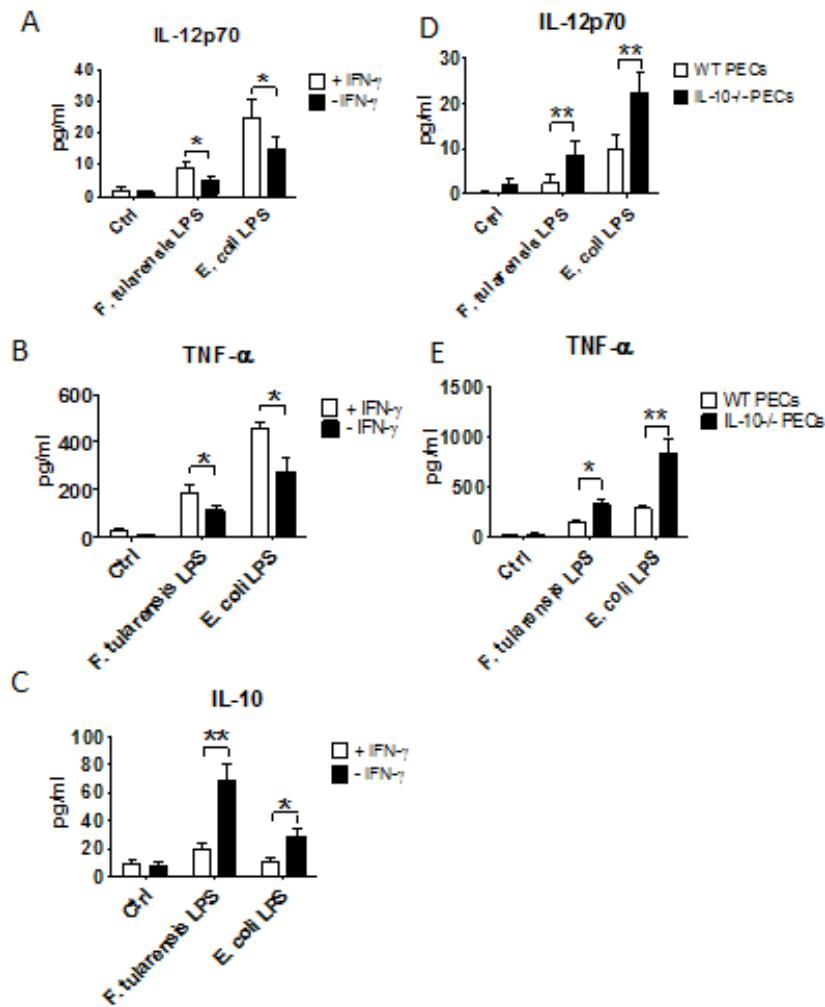 A
IL-12p70
pg/ml
40
30
20
10
0
*
*
+ IFN-γ
- IFN-γ
Ctrl
F. tularensis LPS
E. coli LPS
D
IL-12p70
pg/ml
30
20
10
0
**
**
WT PECs
IL-10-/- PECs
Ctrl
F. tularensis LPS
E. coli LPS
B
TNF-α
pg/ml
600
400
200
0
*
*
+ IFN-γ
- IFN-γ
Ctrl
F. tularensis LPS
E. coli LPS
E
TNF-α
pg/ml
1500
1000
500
0
*
**
WT PECs
IL-10-/- PECs
Ctrl
F. tularensis LPS
E. coli LPS
C
IL-10
pg/ml
100
80
60
40
20
0
**
*
+ IFN-γ
- IFN-γ
Ctrl
F. tularensis LPS
E. coli LPS